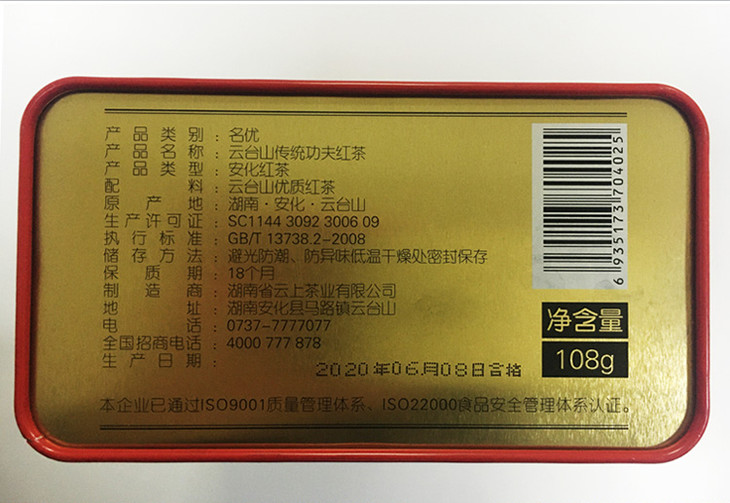 产品类别：名优
产品名称：云台山传统功夫红茶
产品类型：安化红茶
配料：云台山优质红茶
原产地：湖南·安化·云台山
生产许可证：SC1144 3092 3006 09
执行标准：GB/T 13738.2-2008
储存方法：避光防潮、防异味低温干燥处密封保存
保质期：18个月
制造商：湖南省云上茶业有限公司
地址：湖南安化县马路镇云台山
电话：0737-7777077
全国招商电话：4000 777 878
生产日期：2020年06月08日合格
本企业已通过ISO9001质量管理体系、ISO22000食品安全管理体系认证。
6 935173 704025
净含量
108g